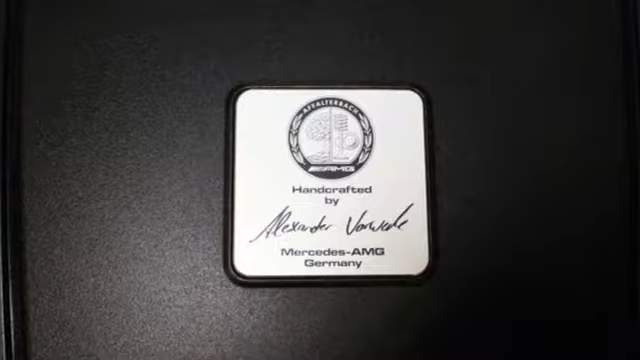 AFFALTERBACH
AMG
Handcrafted
by
Alexander
Mercedes-AMG
Germany